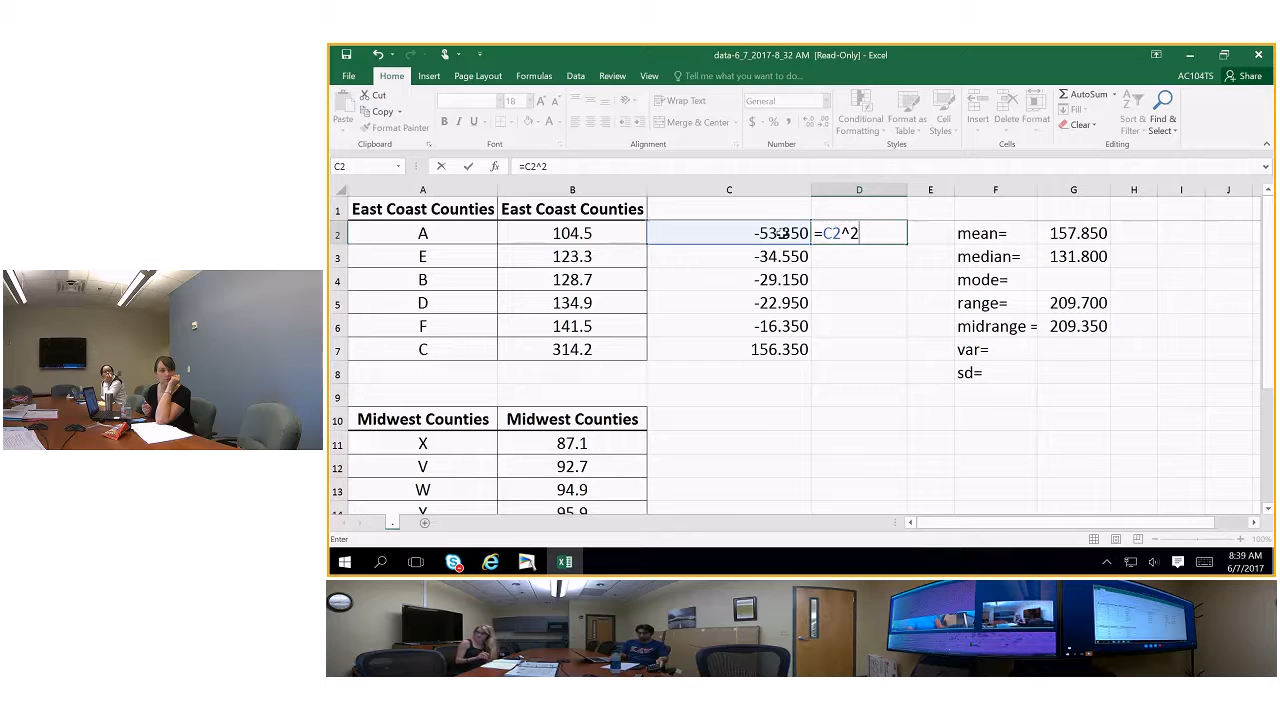 data-6_7_2017-8_32 AM [Read-Only] - Excel
File Home Insert Page Layout Formulas Data Review View Tell me what you want to do... AC104TS Share
Cut
Copy
Format Painter
Paste
Clipboard
18
B I U
Font
Wrap Text
Merge & Center
Alignment
General
$ % ,
Number
Conditional Formatting
Format as Table
Cell Styles
Styles
Insert Delete Format
Cells
AutoSum
Fill
Clear
Sort & Filter
Find & Select
Editing
C2 =C2^2
A B C D E F G H I J
1 East Coast Counties East Coast Counties
2 A 104.5 =C2^2 mean= 157.850
3 E 123.3 -34.550 median= 131.800
4 B 128.7 -29.150 mode=
5 D 134.9 -22.950 range= 209.700
6 F 141.5 -16.350 midrange = 209.350
7 C 314.2 156.350 var=
8 sd=
9
10 Midwest Counties Midwest Counties
11 X 87.1
12 V 92.7
13 W 94.9
14 Y 95.9
Enter 100%
8:39 AM
6/7/2017